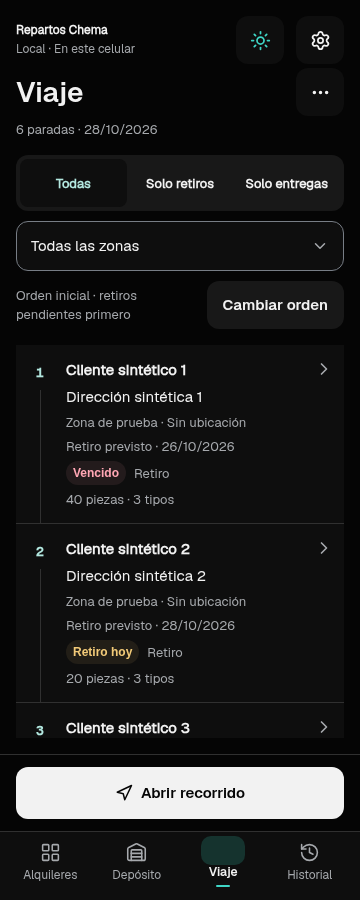 Repartos Chema
Local · En este celular
Viaje
6 paradas · 28/10/2026
Todas
Solo retiros
Solo entregas
Todas las zonas
Orden inicial · retiros
pendientes primero
Cambiar orden
1
Cliente sintético 1
Dirección sintética 1
Zona de prueba · Sin ubicación
Retiro previsto · 26/10/2026
Vencido
Retiro
40 piezas · 3 tipos
2
Cliente sintético 2
Dirección sintética 2
Zona de prueba · Sin ubicación
Retiro previsto · 28/10/2026
Retiro hoy
Retiro
20 piezas · 3 tipos
3
Cliente sintético 3
Abrir recorrido
Alquileres
Depósito
Viaje
Historial